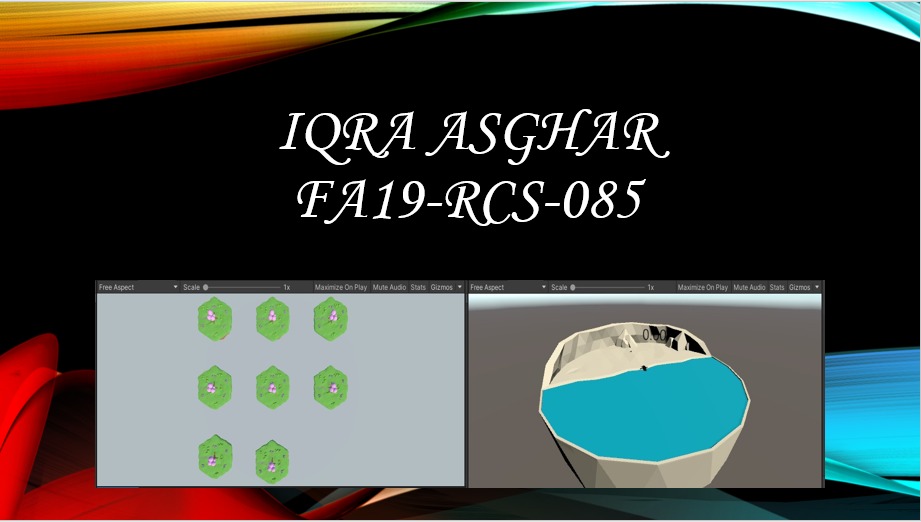 IQRA ASGHAR
FA19-RCS-085
Free Aspect Scale 1x Maximize On Play Mute Audio Stats Gizmos
Free Aspect Scale 1x Maximize On Play Mute Audio Stats Gizmos